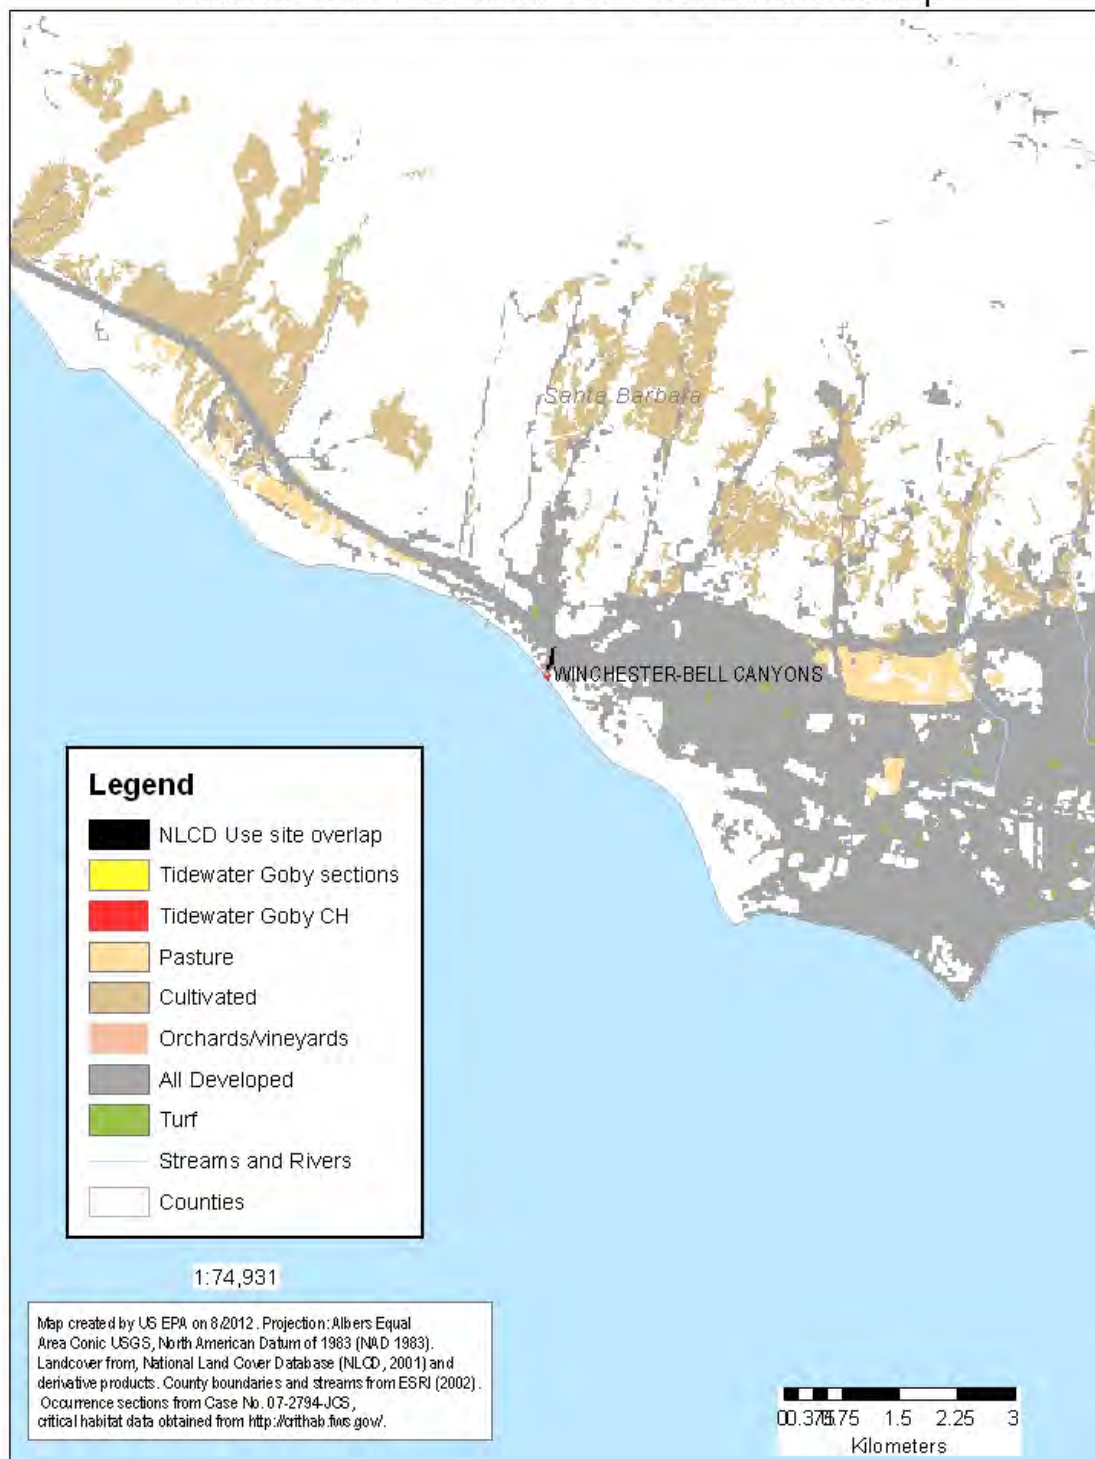 Santa Barbara
WINCHESTER-BELL CANYONS
Legend
NLCD Use site overlap
Tidewater Goby sections
Tidewater Goby CH
Pasture
Cultivated
Orchards/vineyards
All Developed
Turf
Streams and Rivers
Counties
1:74,931
Map created by US EPA on 8/2012. Projection: Albers Equal
Area Conic USGS, North American Datum of 1983 (NAD 1983).
Landcover from, National Land Cover Database (NLCD, 2001) and
derivative products. County boundaries and streams from ESRI (2002).
Occurrence sections from Case No. 07-2794-JCS,
critical habitat data obtained from http://crithab.fws.gov/.
1.5 2.25 3
Kilometers